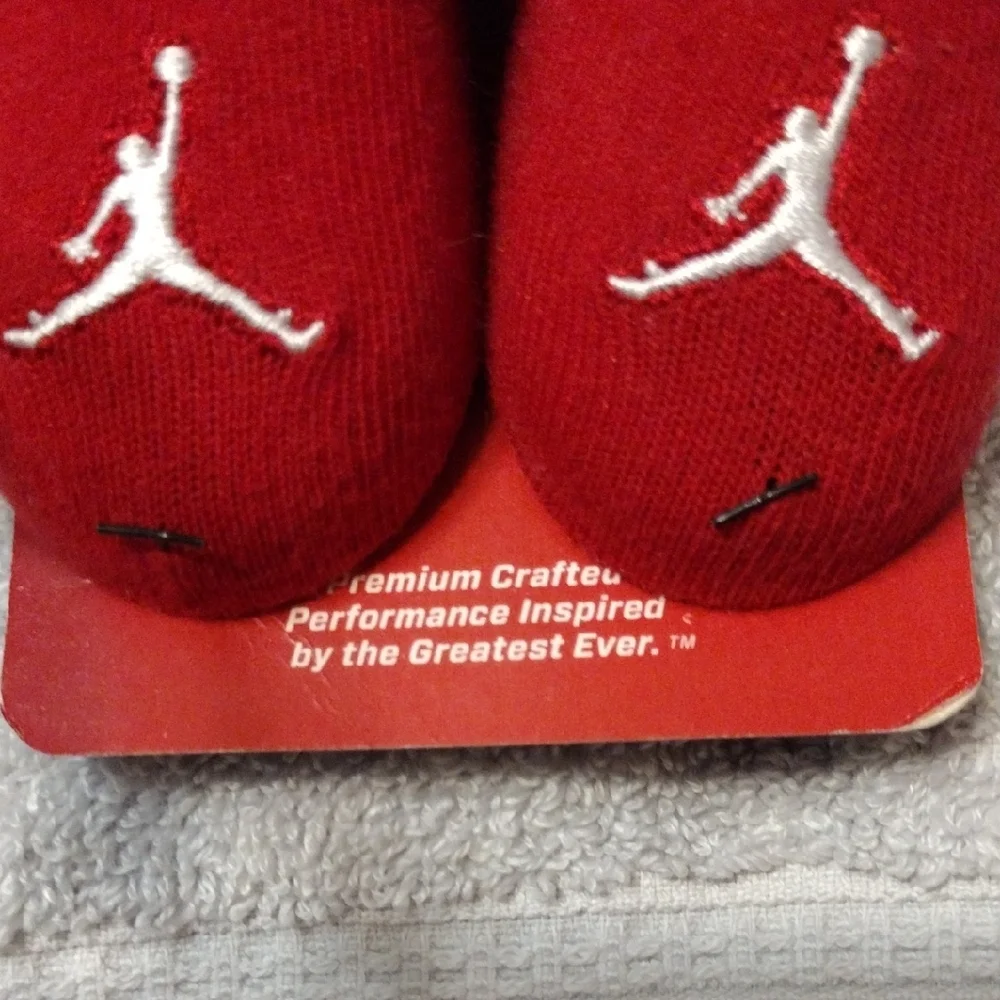 Premium Crafted
Performance Inspired
by the Greatest Ever. TM